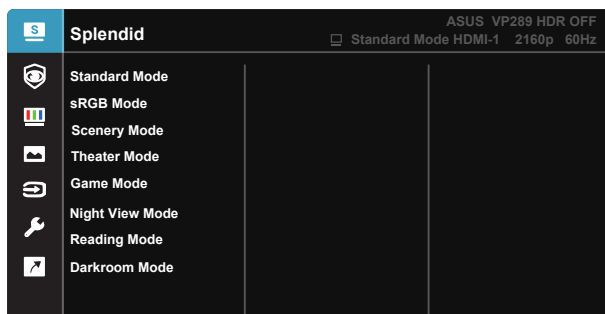 S
Splendid
ASUS VP289 HDR OFF
Standard Mode HDMI-1 2160p 60Hz
Standard Mode
sRGB Mode
Scenery Mode
Theater Mode
Game Mode
Night View Mode
Reading Mode
Darkroom Mode